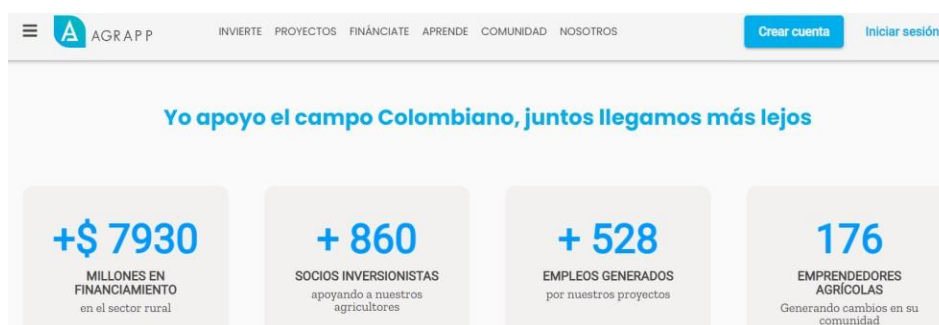 AGRAPP
INVIERTE PROYECTOS FINÁNCIATE APRENDE COMUNIDAD NOSOTROS
Crear cuenta
Iniciar sesión
Yo apoyo el campo Colombiano, juntos llegamos más lejos
+$ 7930
MILLONES EN
FINANCIAMIENTO
en el sector rural
+ 860
SOCIOS INVERSIONISTAS
apoyando a nuestros
agricultores
+ 528
EMPLEOS GENERADOS
por nuestros proyectos
176
EMPRENDEDORES
AGRÍCOLAS
Generando cambios en su
comunidad